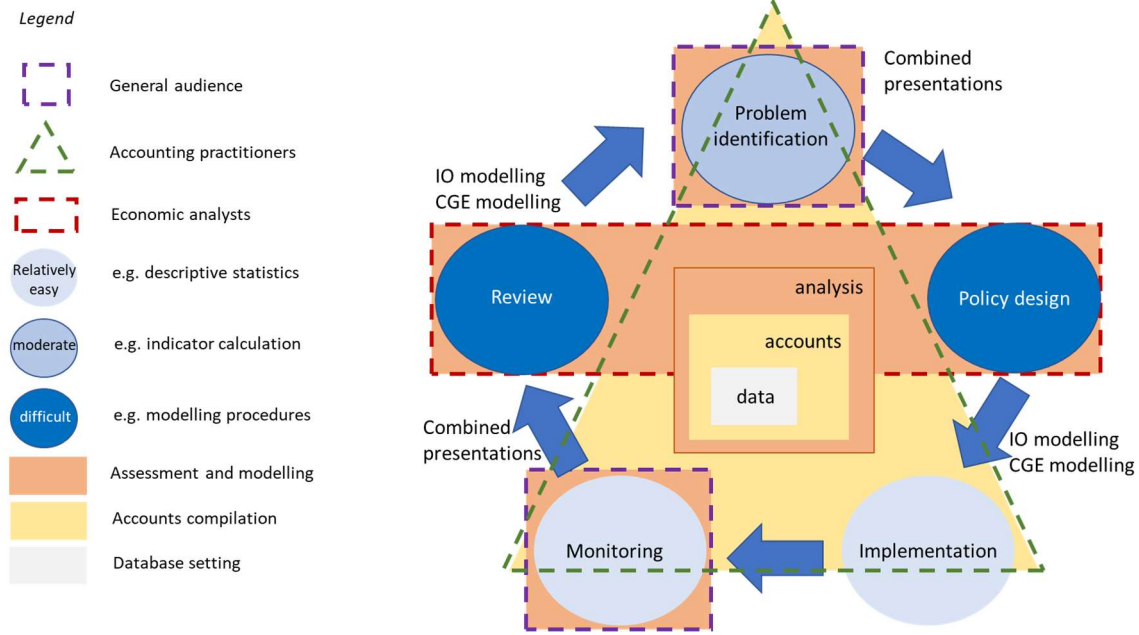 Legend
General audience
Accounting practitioners
Economic analysts
Relatively
easy
e.g. descriptive statistics
moderate
e.g. indicator calculation
difficult
e.g. modelling procedures
Assessment and modelling
Accounts compilation
Database setting
Problem
identification
Combined
presentations
IO modelling
CGE modelling
Review
Policy design
analysis
accounts
data
Combined
presentations
IO modelling
CGE modelling
Monitoring
Implementation